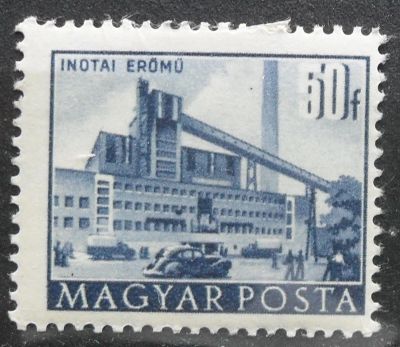 INOTAI ERŐMŰ
50f
MAGYAR POSTA